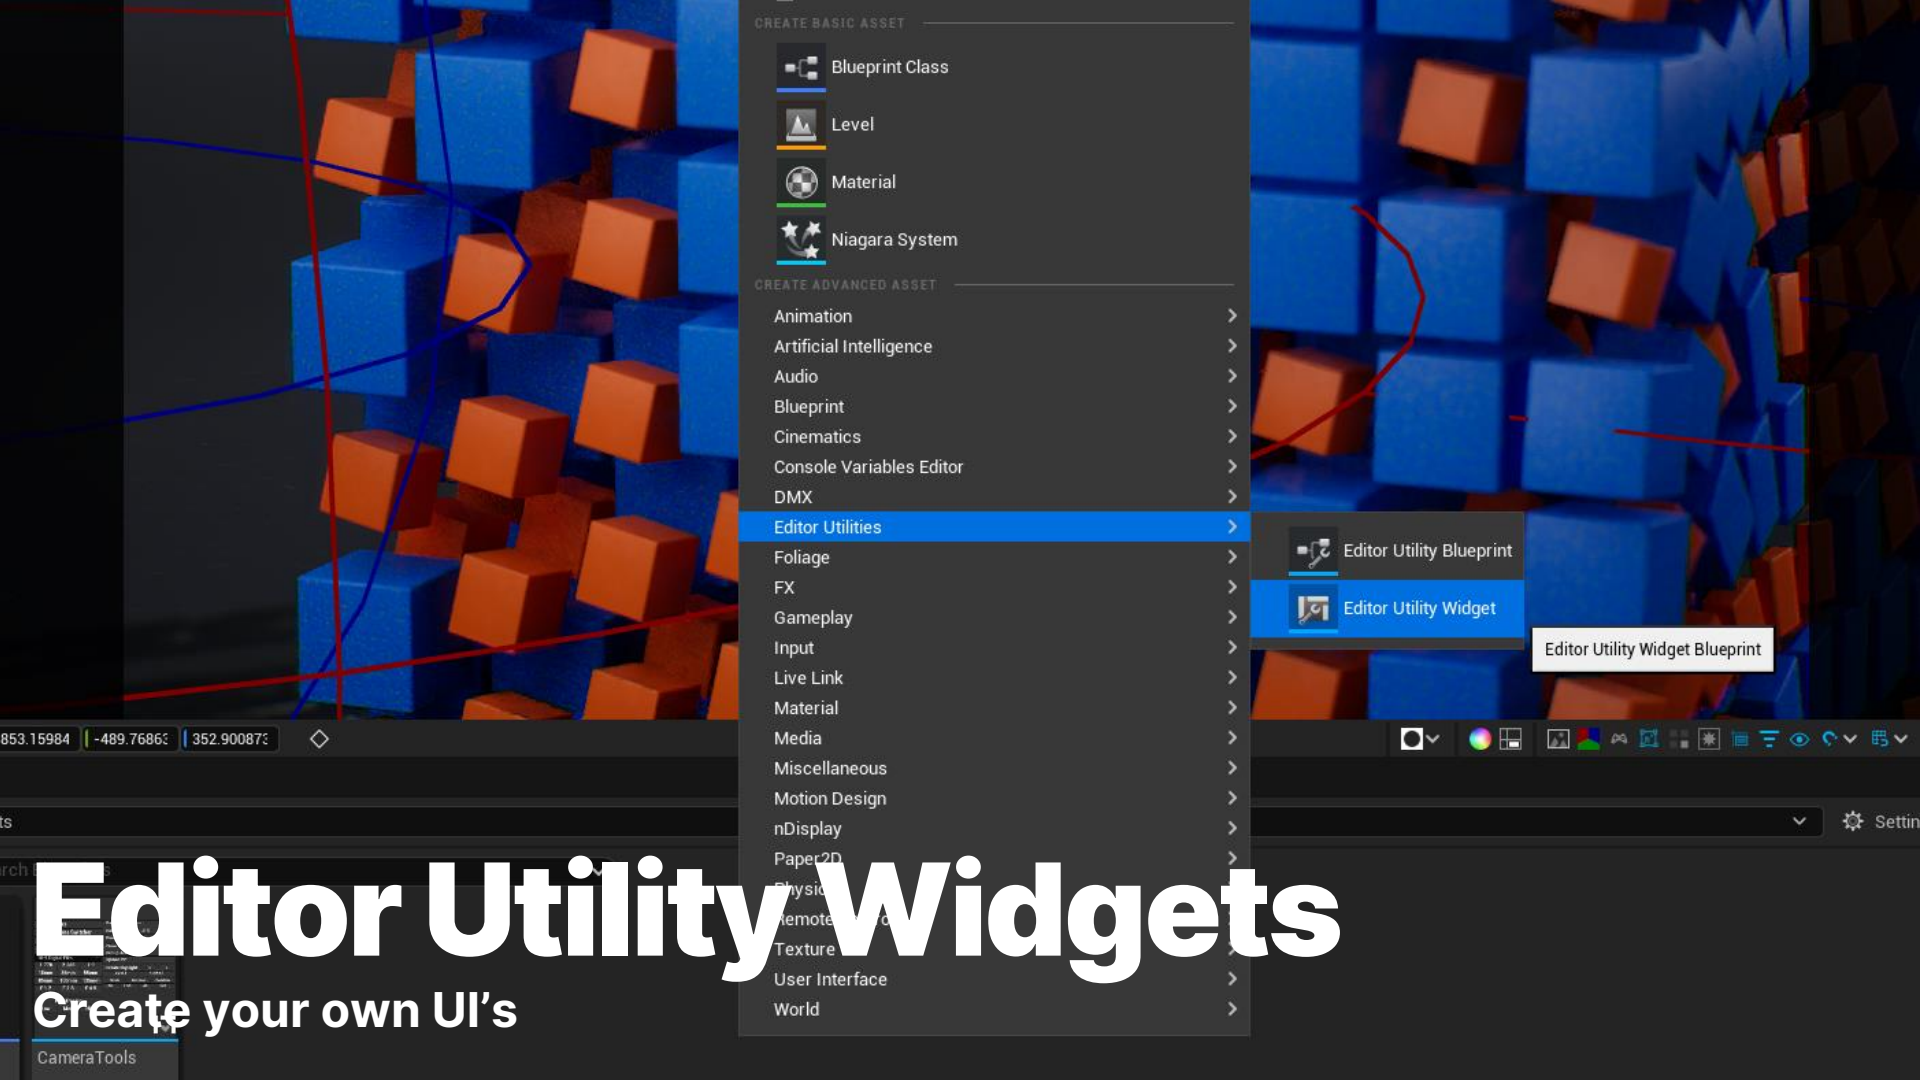 CREATE BASIC ASSET
Blueprint Class
Level
Material
Niagara System
CREATE ADVANCED ASSET
Animation
Artificial Intelligence
Audio
Blueprint
Cinematics
Console Variables Editor
DMX
Editor Utilities
Editor Utility Blueprint
Editor Utility Widget
Editor Utility Widget Blueprint
Foliage
FX
Gameplay
Input
Live Link
Material
853.15984 -489.7686 352.90087
Media
Miscellaneous
Motion Design
nDisplay
Settin
Paper2D
Editor Utility Widgets
Texture
User Interface
World
Create your own UI’s
CameraTools